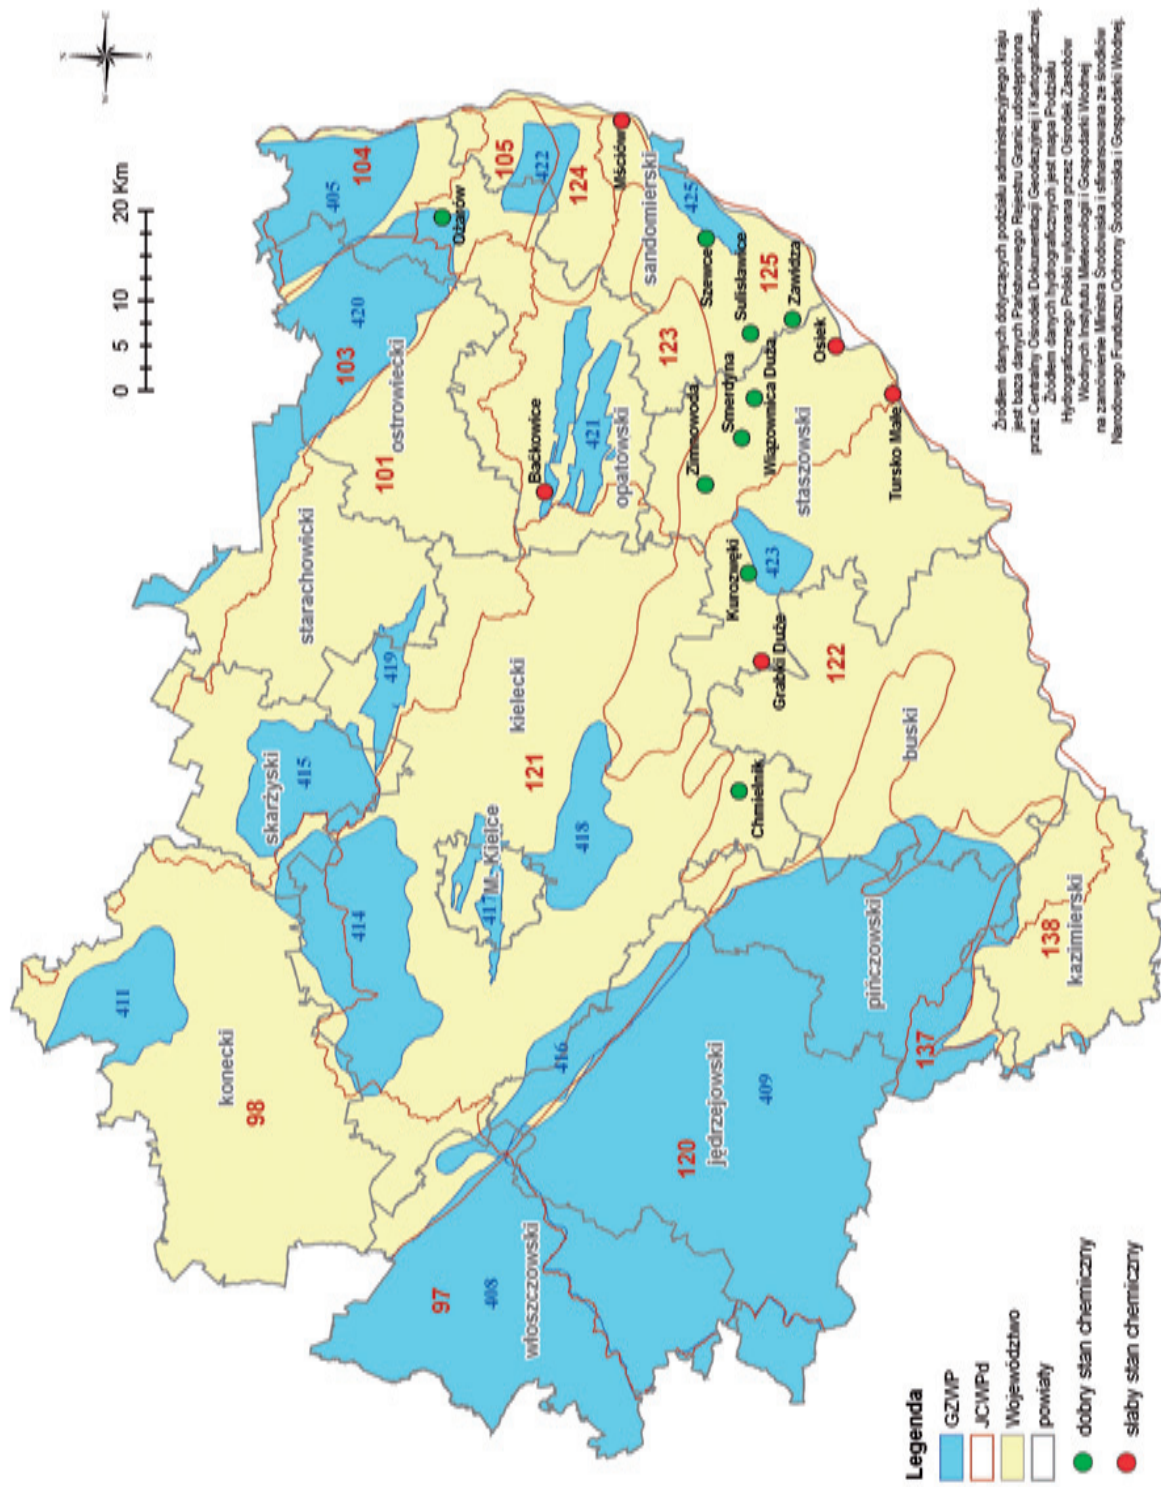 N
W E
S
0 5 10 20 Km
411
konecki
98
skarżyski
415
starachowicki
414
419
103
420
405
104
101
ostrowiecki
97
408
włoszczowski
417
M. Kielce
121
kielecki
Ożarów
105
422
416
418
Baćkowice
421
opatowski
124
Mściów
120
jędrzejowski
409
123
sandomierski
425
Zimnowoda
Szewce
Chmielnik
Grabki Duże
Kurozwęki
423
Smerdyna
Wiązownica Duża
Sulisławice
125
Zawidza
staszowski
Osiek
122
pińczowski
buski
Tursko Małe
137
138
kazimierski
Legenda
GZWP
JCWPd
Województwo
powiaty
dobry stan chemiczny
słaby stan chemiczny
Źródłem danych dotyczących podziału administracyjnego kraju
jest baza danych Państwowego Rejestru Granic udostępniona
przez Centralny Ośrodek Dokumentacji Geodezyjnej i Kartograficznej.
Źródłem danych hydrograficznych jest mapa Podziału
Hydrograficznego Polski wykonana przez Ośrodek Zasobów
Wodnych Instytutu Meteorologii i Gospodarki Wodnej
na zamówienie Ministra Środowiska i sfinansowana ze środków
Narodowego Funduszu Ochrony Środowiska i Gospodarki Wodnej.